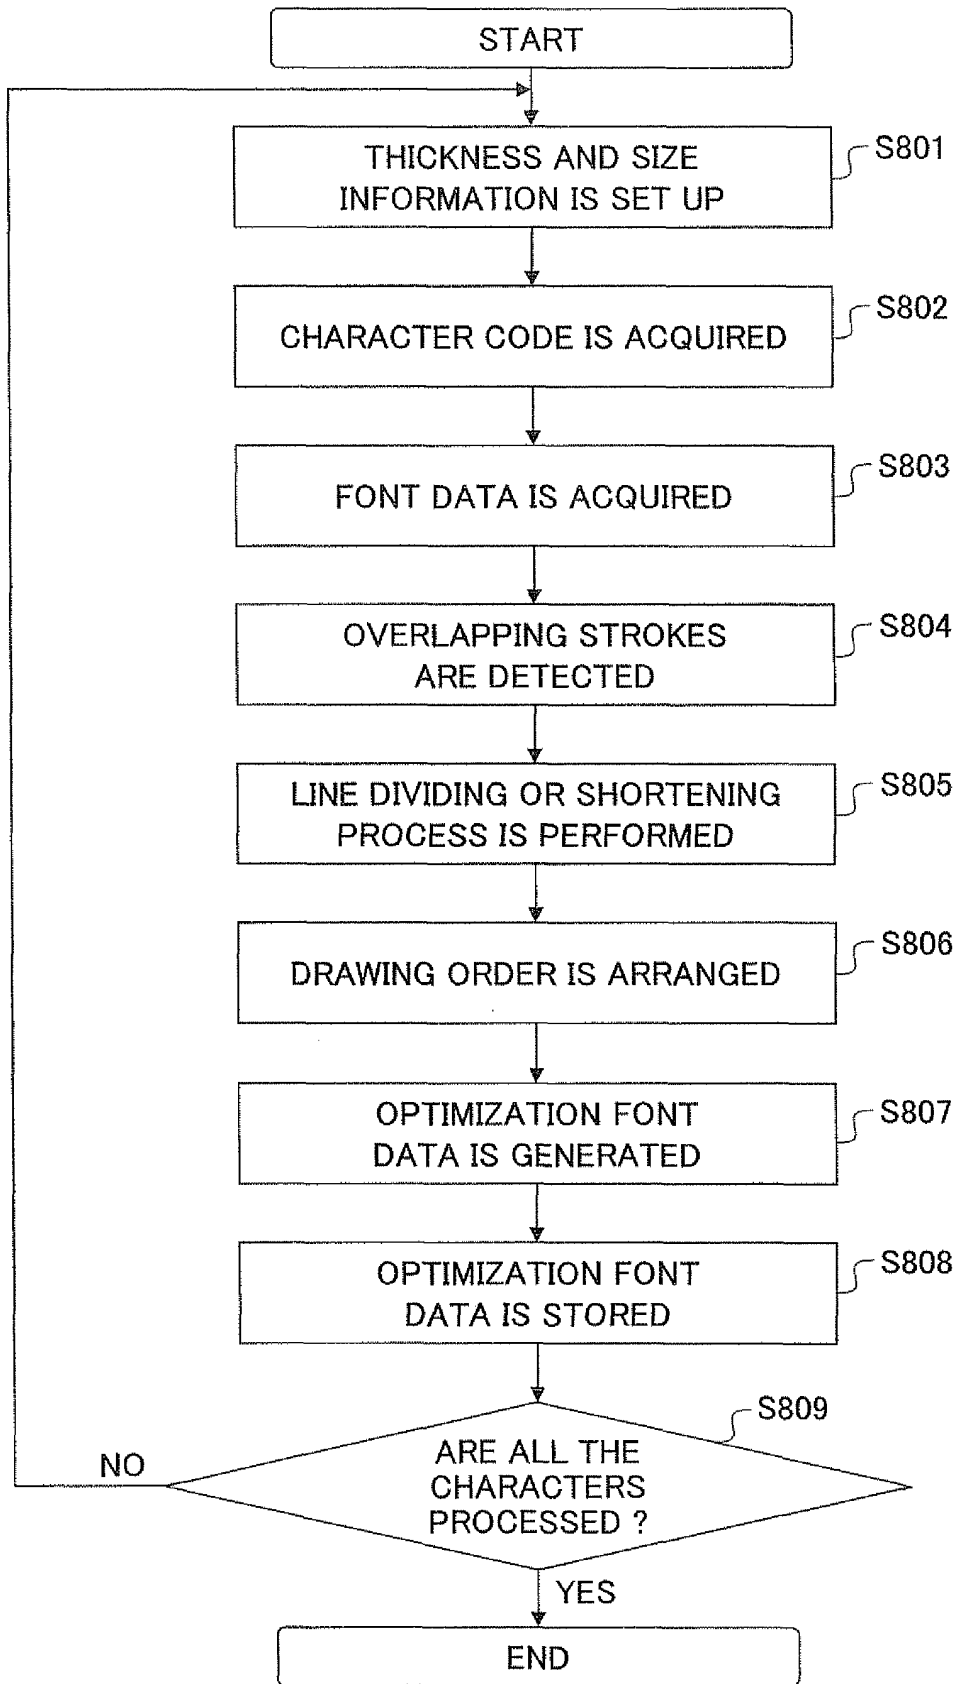 START
THICKNESS AND SIZE
INFORMATION IS SET UP
S801
CHARACTER CODE IS ACQUIRED
S802
FONT DATA IS ACQUIRED
S803
OVERLAPPING STROKES
ARE DETECTED
S804
LINE DIVIDING OR SHORTENING
PROCESS IS PERFORMED
S805
DRAWING ORDER IS ARRANGED
S806
OPTIMIZATION FONT
DATA IS GENERATED
S807
OPTIMIZATION FONT
DATA IS STORED
S808
S809
ARE ALL THE
CHARACTERS
PROCESSED ?
NO
YES
END